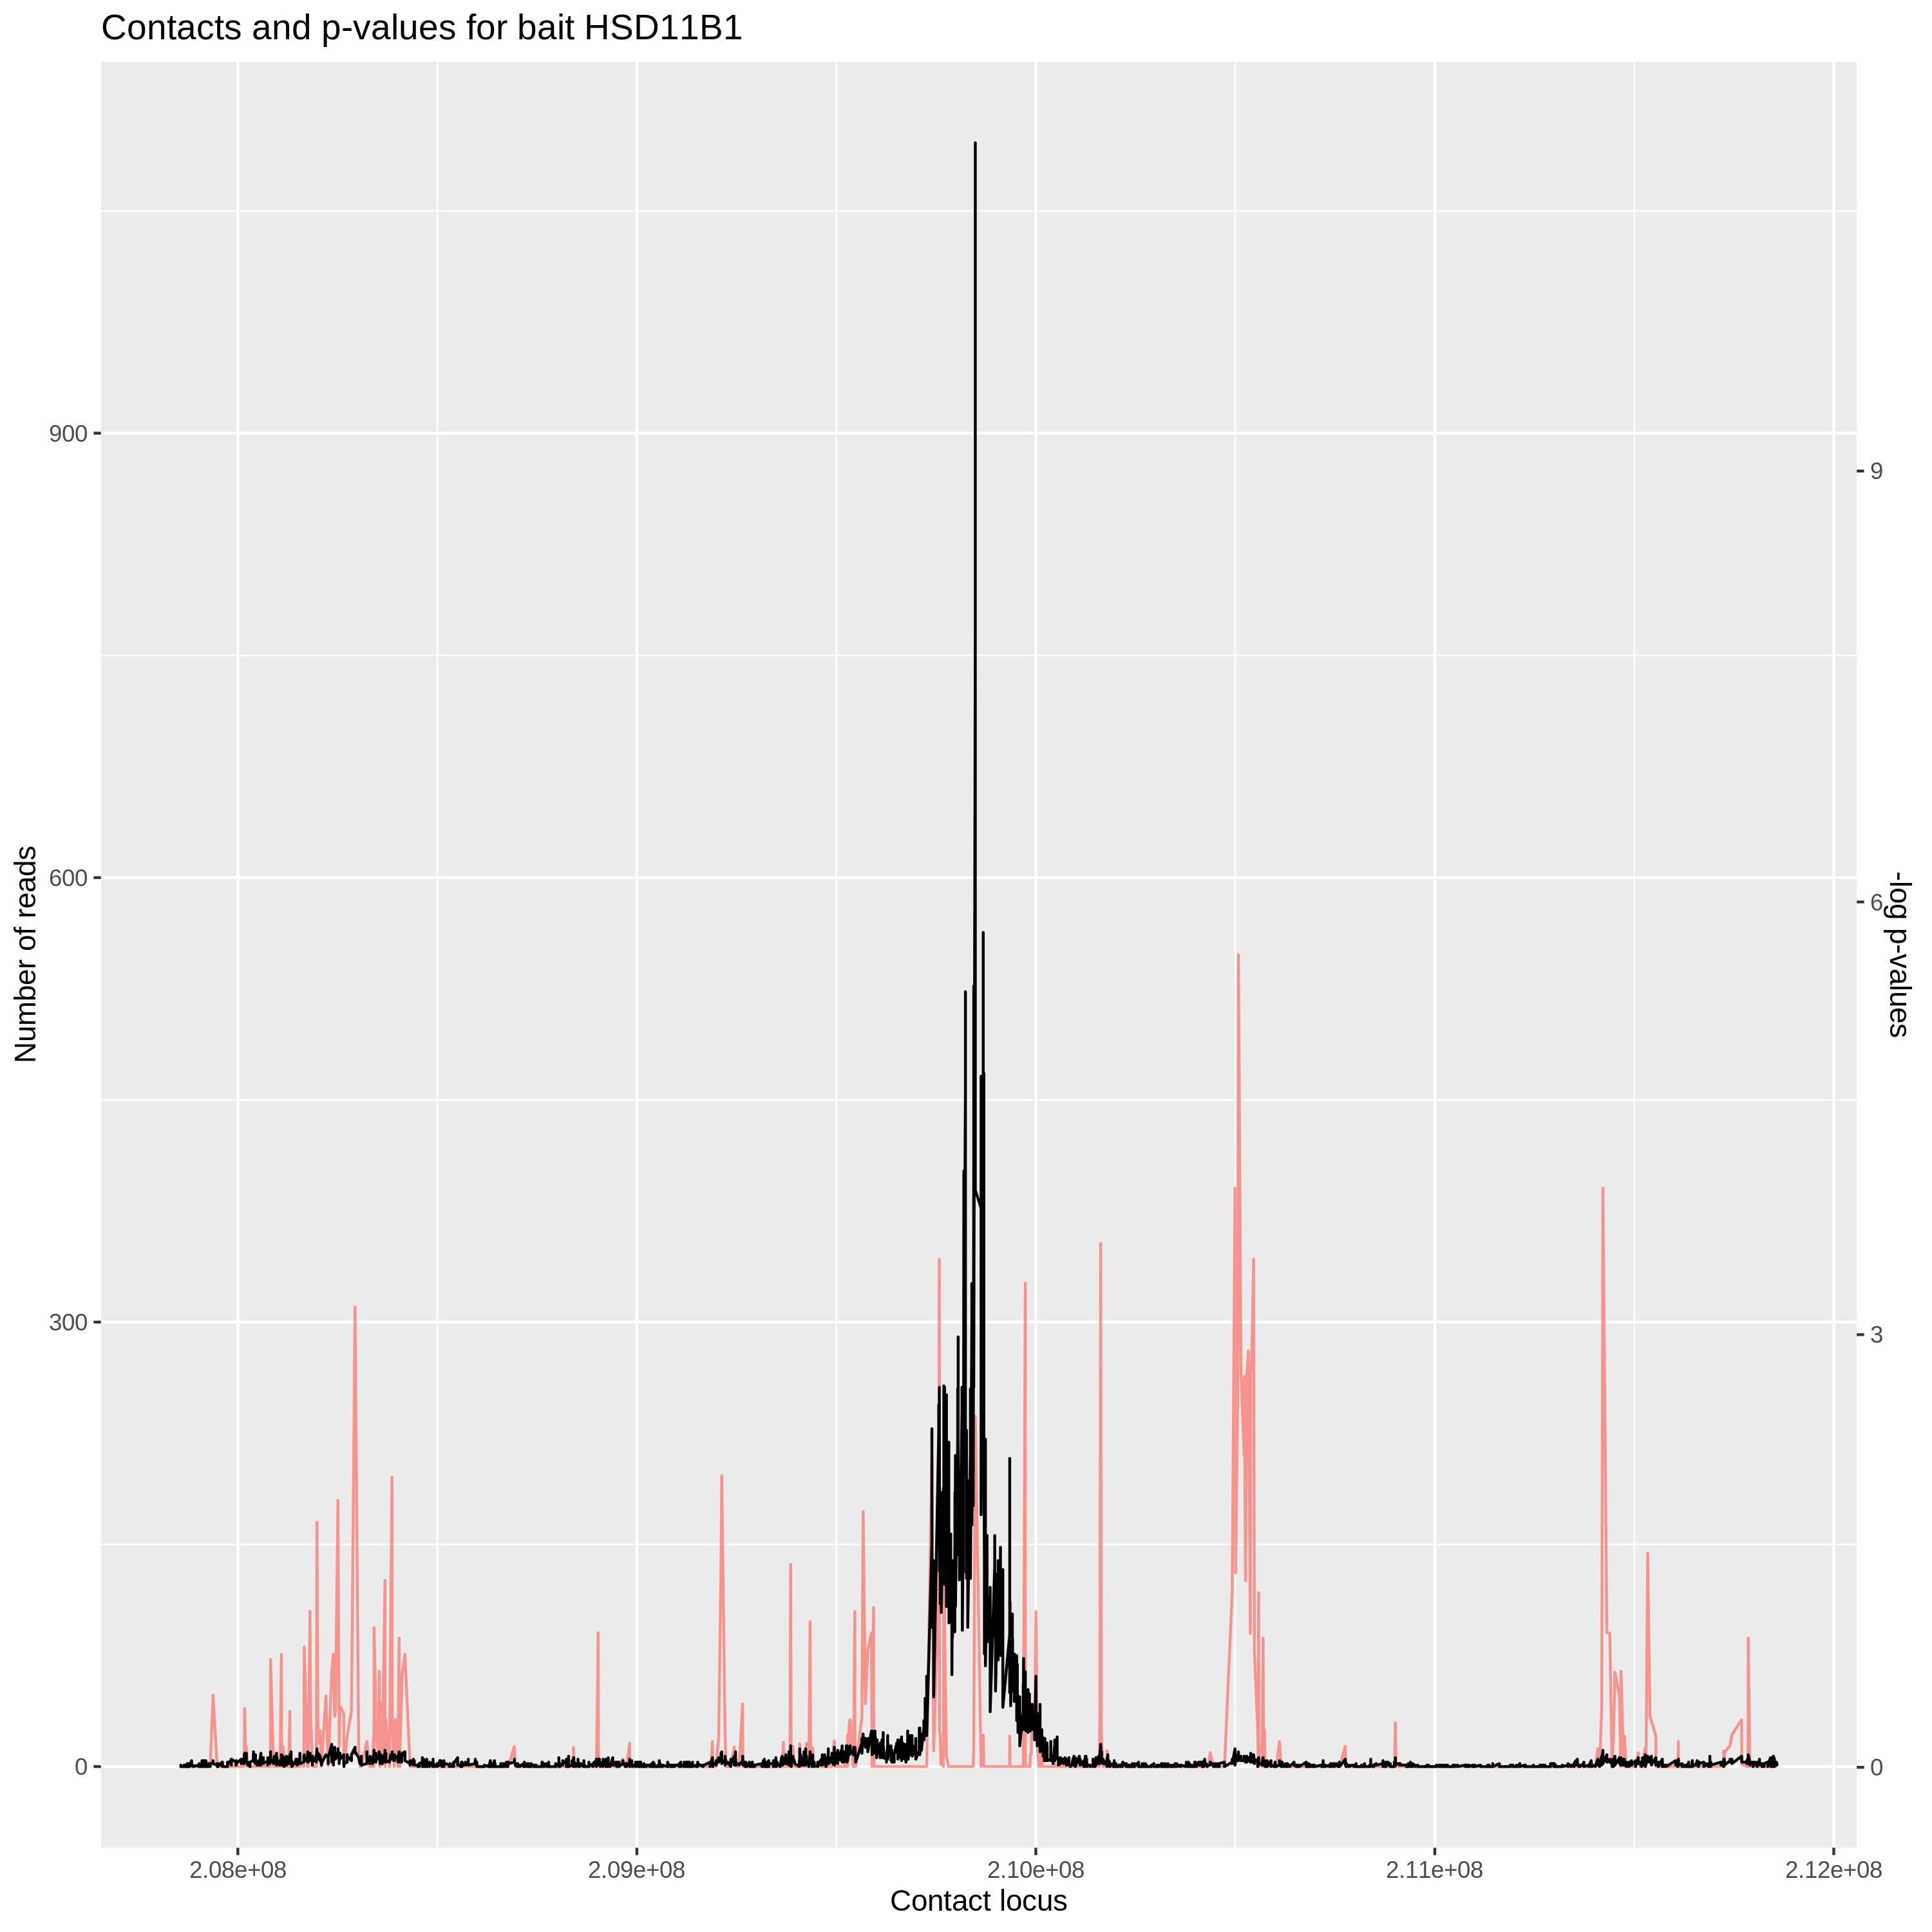 Contacts and p-values for bait HSD11B1
900
600
300
0
Number of reads
9
6
3
0
-log p-values
2.08e+08 2.09e+08 2.10e+08 2.11e+08 2.12e+08
Contact locus